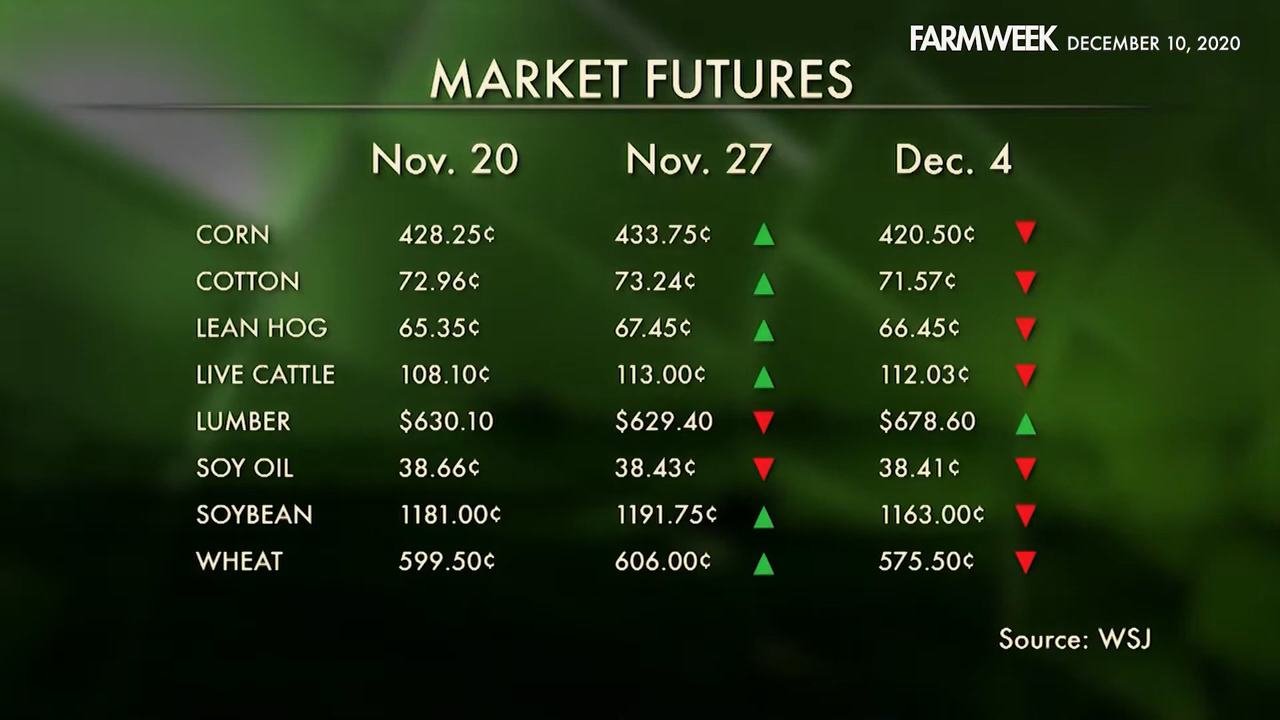 FARMWEEK DECEMBER 10, 2020
MARKET FUTURES
Nov. 20 Nov. 27 Dec. 4
CORN 428.25¢ 433.75¢ ▲ 420.50¢ ▼
COTTON 72.96¢ 73.24¢ ▲ 71.57¢ ▼
LEAN HOG 65.35¢ 67.45¢ ▲ 66.45¢ ▼
LIVE CATTLE 108.10¢ 113.00¢ ▲ 112.03¢ ▼
LUMBER $630.10 $629.40 ▼ $678.60 ▲
SOY OIL 38.66¢ 38.43¢ ▼ 38.41¢ ▼
SOYBEAN 1181.00¢ 1191.75¢ ▲ 1163.00¢ ▼
WHEAT 599.50¢ 606.00¢ ▲ 575.50¢ ▼
Source: WSJ